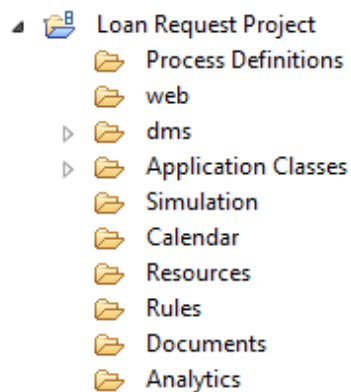 Loan Request Project
Process Definitions
web
dms
Application Classes
Simulation
Calendar
Resources
Rules
Documents
Analytics